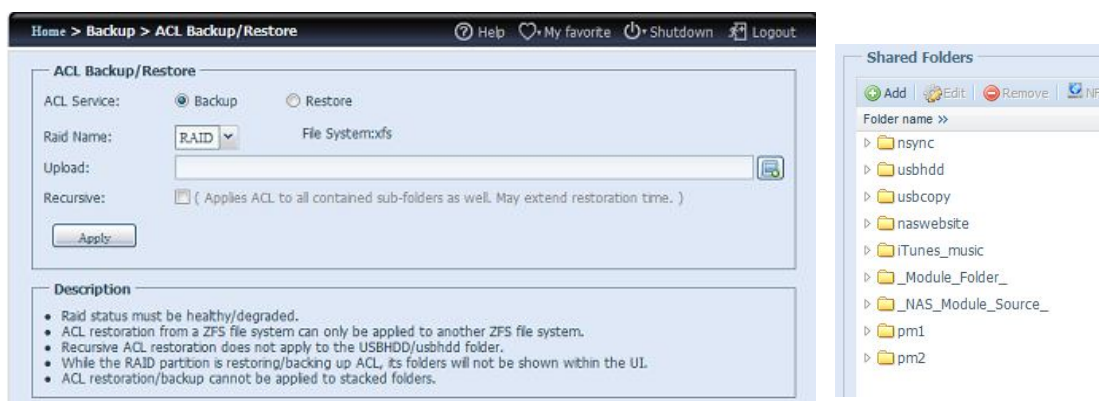 Home > Backup > ACL Backup/Restore Help My favorite Shutdown Logout
ACL Backup/Restore
ACL Service: Backup Restore
Raid Name: RAID File System:xfs
Upload:
Recursive: ( Applies ACL to all contained sub-folders as well. May extend restoration time. )
Apply
Description
• Raid status must be healthy/degraded.
• ACL restoration from a ZFS file system can only be applied to another ZFS file system.
• Recursive ACL restoration does not apply to the USBHDD/usbhdd folder.
• While the RAID partition is restoring/backing up ACL, its folders will not be shown within the UI.
• ACL restoration/backup cannot be applied to stacked folders.
Shared Folders
Add Edit Remove NF
Folder name »
nsync
usbhdd
usbcopy
naswebsite
iTunes_music
_Module_Folder_
_NAS_Module_Source_
pm1
pm2